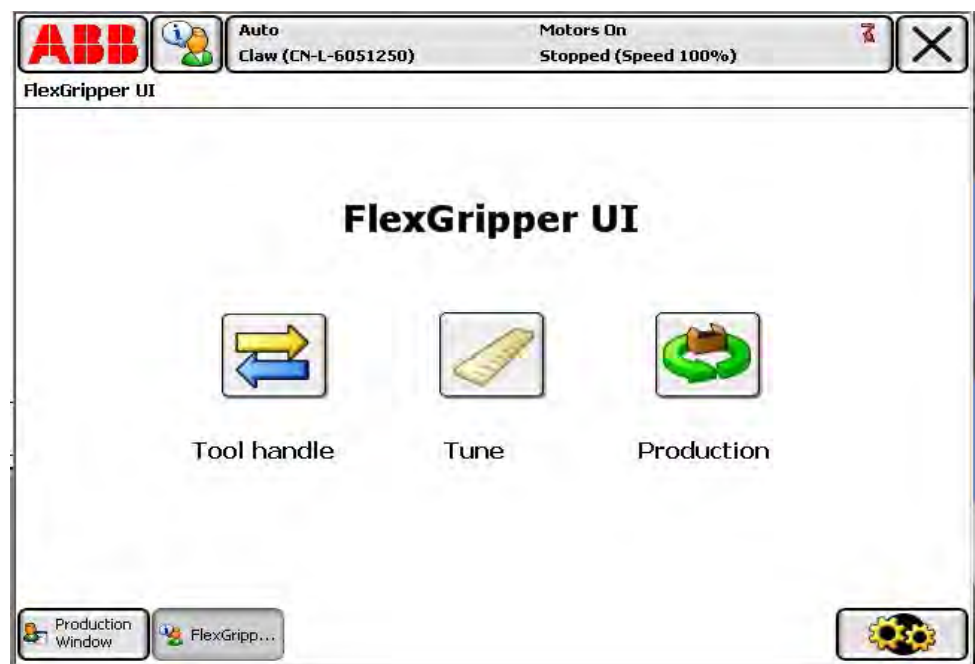 ABB
Auto
Claw (CN-L-6051250)
Motors On
Stopped (Speed 100%)
FlexGripper UI
FlexGripper UI
Tool handle
Tune
Production
Production
Window
FlexGripp...